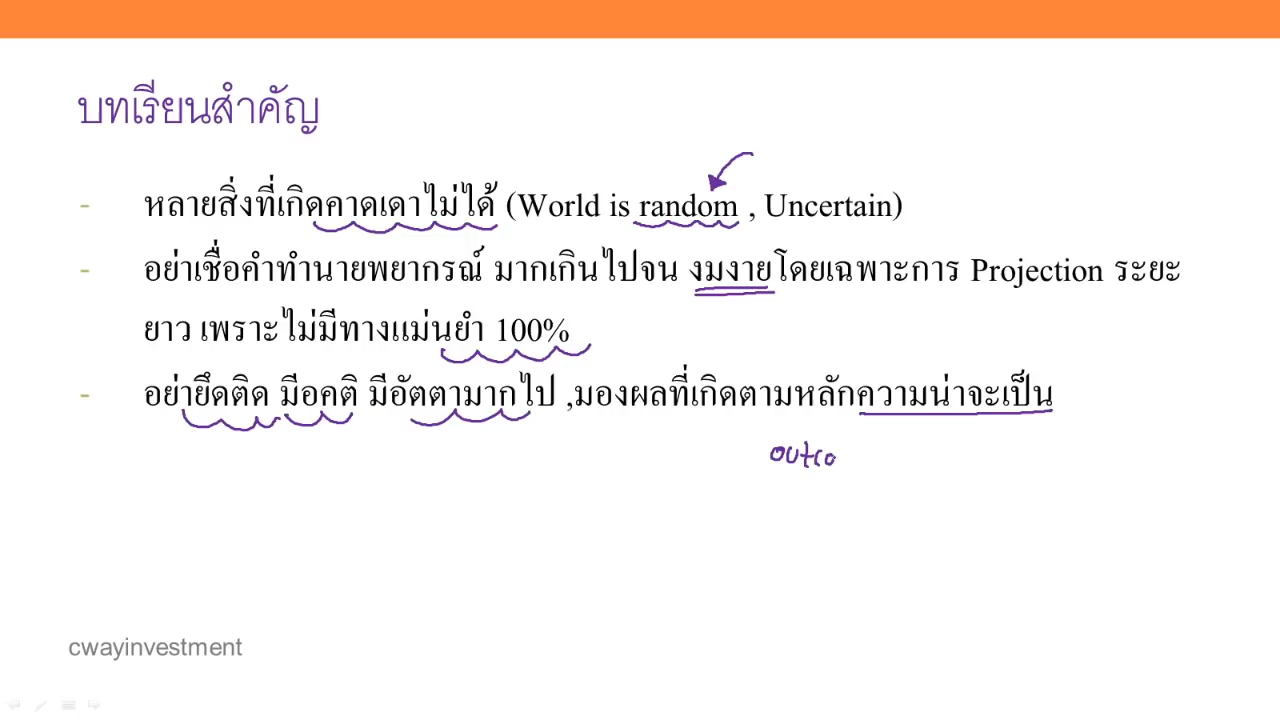 บทเรียนสำคัญ
- หลายสิ่งที่เกิดคาดเดาไม่ได้ (World is random , Uncertain)
- อย่าเชื่อคำทำนายพยากรณ์ มากเกินไปจน งมงายโดยเฉพาะการ Projection ระยะ
ยาว เพราะไม่มีทางแม่นยำ 100%
- อย่ายึดติด มีอคติ มีอัตตามากไป ,มองผลที่เกิดตามหลักความน่าจะเป็น
outco
cwayinvestment